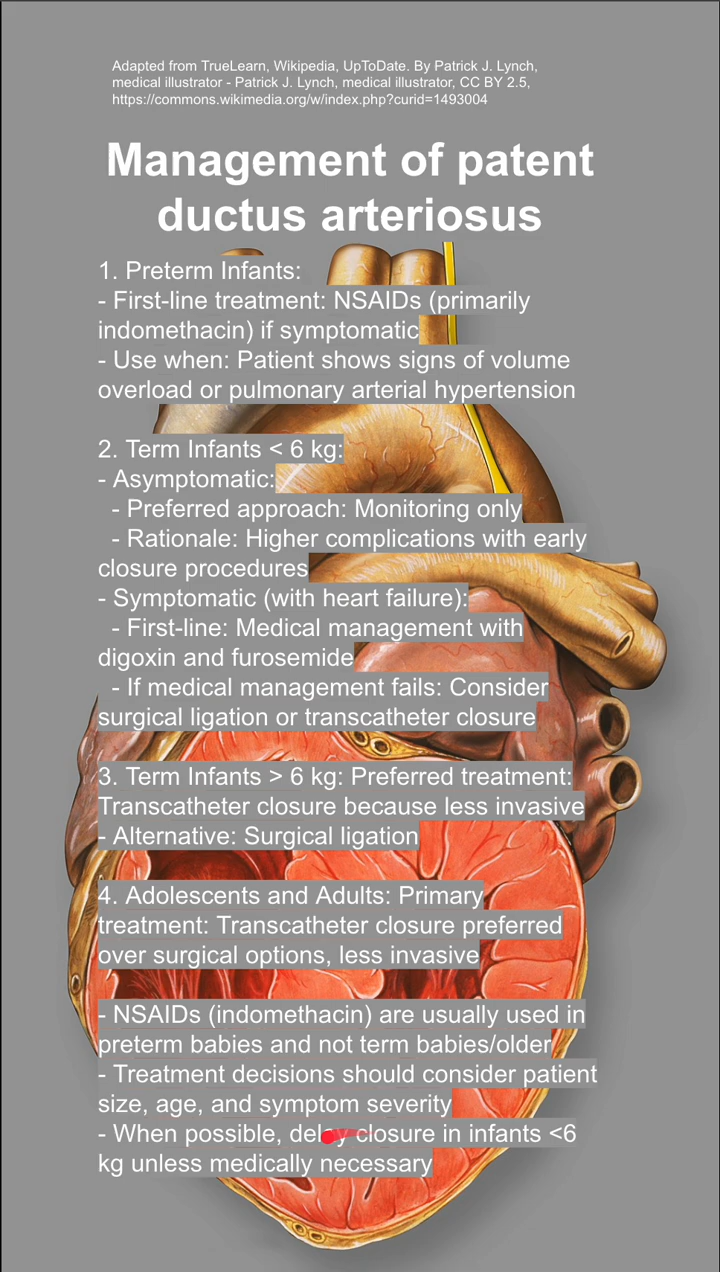 Adapted from TrueLearn, Wikipedia, UpToDate. By Patrick J. Lynch,
medical illustrator - Patrick J. Lynch, medical illustrator, CC BY 2.5,
https://commons.wikimedia.org/w/index.php?curid=1493004
Management of patent
ductus arteriosus
1. Preterm Infants:
- First-line treatment: NSAIDs (primarily
indomethacin) if symptomatic
- Use when: Patient shows signs of volume
overload or pulmonary arterial hypertension
2. Term Infants < 6 kg:
- Asymptomatic:
- Preferred approach: Monitoring only
- Rationale: Higher complications with early
closure procedures
- Symptomatic (with heart failure):
- First-line: Medical management with
digoxin and furosemide
- If medical management fails: Consider
surgical ligation or transcatheter closure
3. Term Infants > 6 kg: Preferred treatment:
Transcatheter closure because less invasive
- Alternative: Surgical ligation
4. Adolescents and Adults: Primary
treatment: Transcatheter closure preferred
over surgical options, less invasive
- NSAIDs (indomethacin) are usually used in
preterm babies and not term babies/older
- Treatment decisions should consider patient
size, age, and symptom severity
- When possible, delay closure in infants <6
kg unless medically necessary